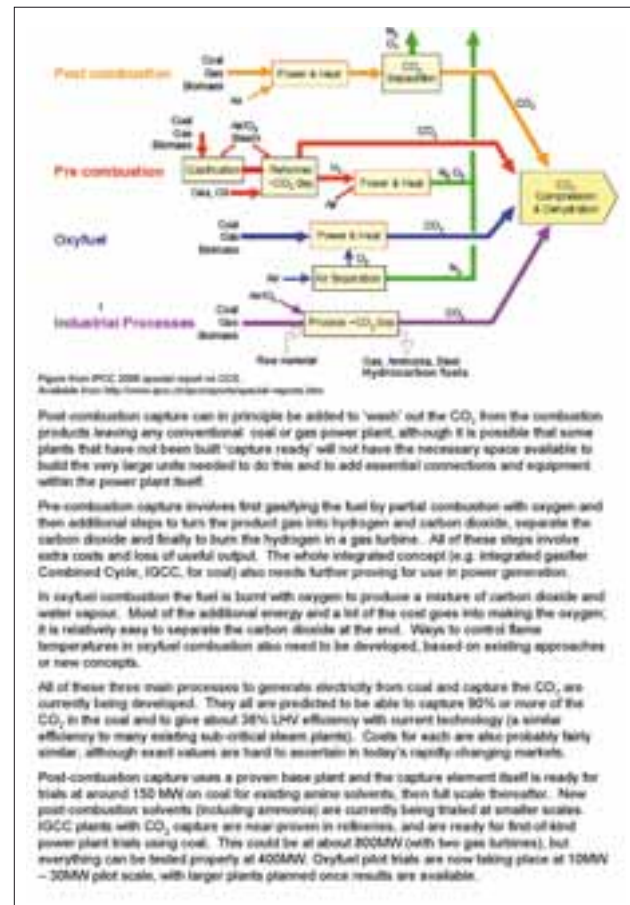 N2
O2
Coal
Gas
Biomass
Post combustion
Power & Heat
CO2 Separation
Air
CO2
Coal
Gas
Biomass
Air/O2
Steam
CO2
Pre combustion
Gasification
Reformer +CO2 Sep
H2
N2 O2
Gas, Oil
Power & Heat
Air
CO2
Compression
& Dehydration
Coal
Gas
Biomass
Oxyfuel
Power & Heat
CO2
O2
Air
Air Separation
N2
Air/O2
Coal
Gas
Biomass
Industrial Processes
Process +CO2 Sep
CO2
Raw material
Gas, Ammonia, Steel
Hydrocarbon fuels
Figure from IPCC special report on CCS.
Available from
Post-combustion capture can in principle be added to 'wash' out the CO2 from the combustion
products leaving any conventional coal or gas power plant, although it is possible that some
plants that have not been built 'capture ready' will not have the necessary space available to
build the very large units needed to do this and to add essential connections and equipment
within the power plant itself.
Pre-combustion capture involves first gasifying the fuel by partial combustion with oxygen and
then additional steps to turn the product gas into hydrogen and carbon dioxide, separate the
carbon dioxide and finally to burn the hydrogen in a gas turbine. All of these steps involve
extra costs and loss of useful output. The whole integrated concept (e.g. integrated gasifier
Combined Cycle, IGCC, for coal) also needs further proving for use in power generation.
In oxyfuel combustion the fuel is burnt with oxygen to produce a mixture of carbon dioxide and
water vapour. Most of the additional energy and a lot of the cost goes into making the oxygen;
it is relatively easy to separate the carbon dioxide at the end. Ways to control flame
temperatures in oxyfuel combustion also need to be developed, based on existing approaches
or new concepts.
All of these three main processes to generate electricity from coal and capture the CO2 are
currently being developed. They all are predicted to be able to capture 90% or more of the
CO2 in the coal and to give about 36% LHV efficiency with current technology (a similar
efficiency to many existing sub-critical steam plants). Costs for each are also probably fairly
similar, although exact values are hard to ascertain in today's rapidly-changing markets.
Post-combustion capture uses a proven base plant and the capture element itself is ready for
trials at around 150 MW on coal for existing amine solvents, then full scale thereafter. New
post-combustion solvents (including ammonia) are currently being trialed at smaller scales.
IGCC plants with CO2 capture are near-proven in refineries, and are ready for first-of-kind
power plant trials using coal. This could be at about 800MW (with two gas turbines), but
everything can be tested properly at 400MW. Oxyfuel pilot trials are now taking place at 10MW
– 30MW pilot scale, with larger plants planned once results are available.